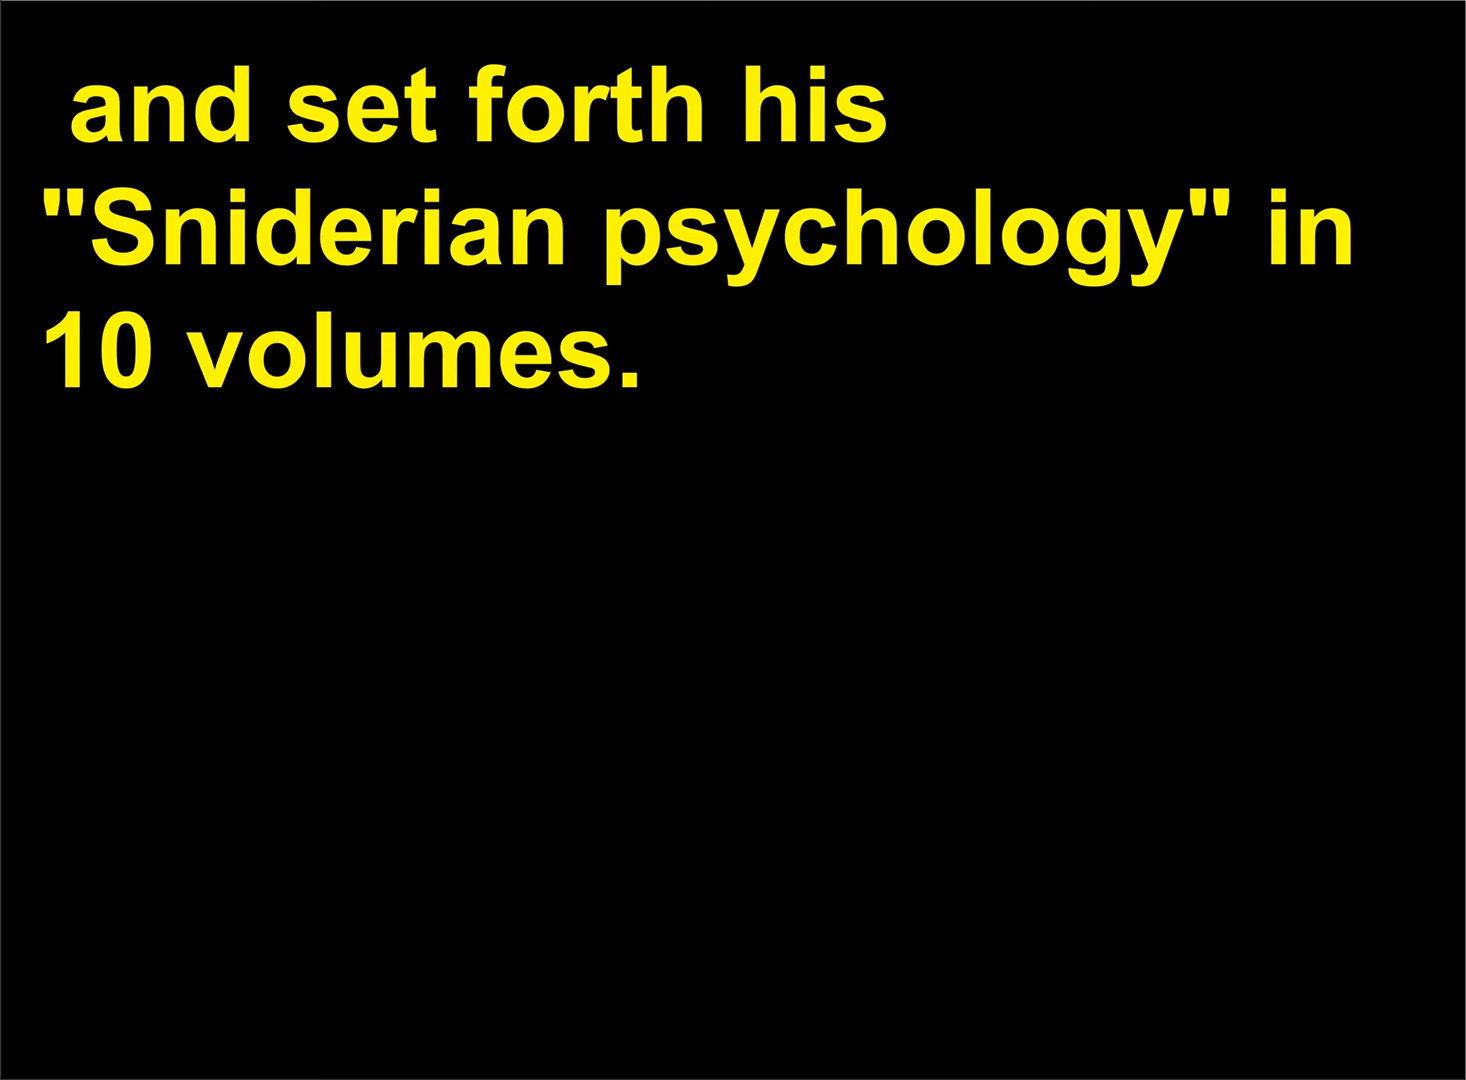 and set forth his
"Sniderian psychology" in
10 volumes.